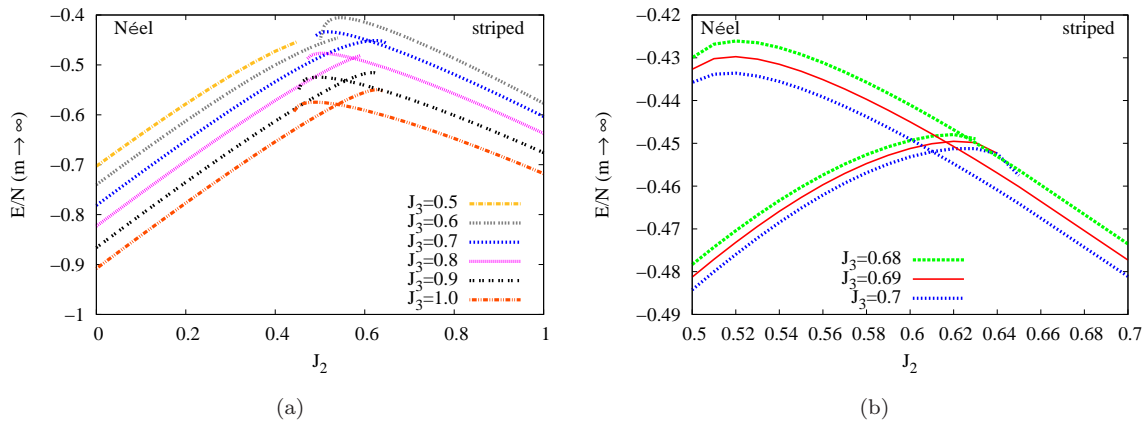 Néel
striped
E/N (m → ∞)
−0.4
−0.5
−0.6
−0.7
−0.8
−0.9
−1
J3=0.5
J3=0.6
J3=0.7
J3=0.8
J3=0.9
J3=1.0
0
0.2
0.4
0.6
0.8
1
J2
(a)
Néel
striped
E/N (m → ∞)
−0.42
−0.43
−0.44
−0.45
−0.46
−0.47
−0.48
−0.49
J3=0.68
J3=0.69
J3=0.7
0.5
0.52
0.54
0.56
0.58
0.6
0.62
0.64
0.66
0.68
0.7
J2
(b)